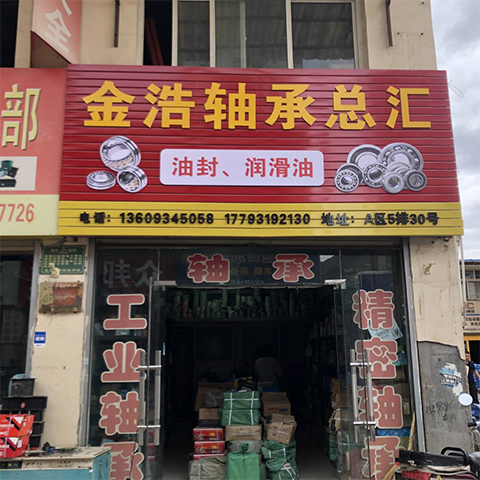 金浩轴承总汇
油封、润滑油
电话：13609345058 17793192130 地址：A区5排30号
部
7726
轴承
工业轴承
精密轴承